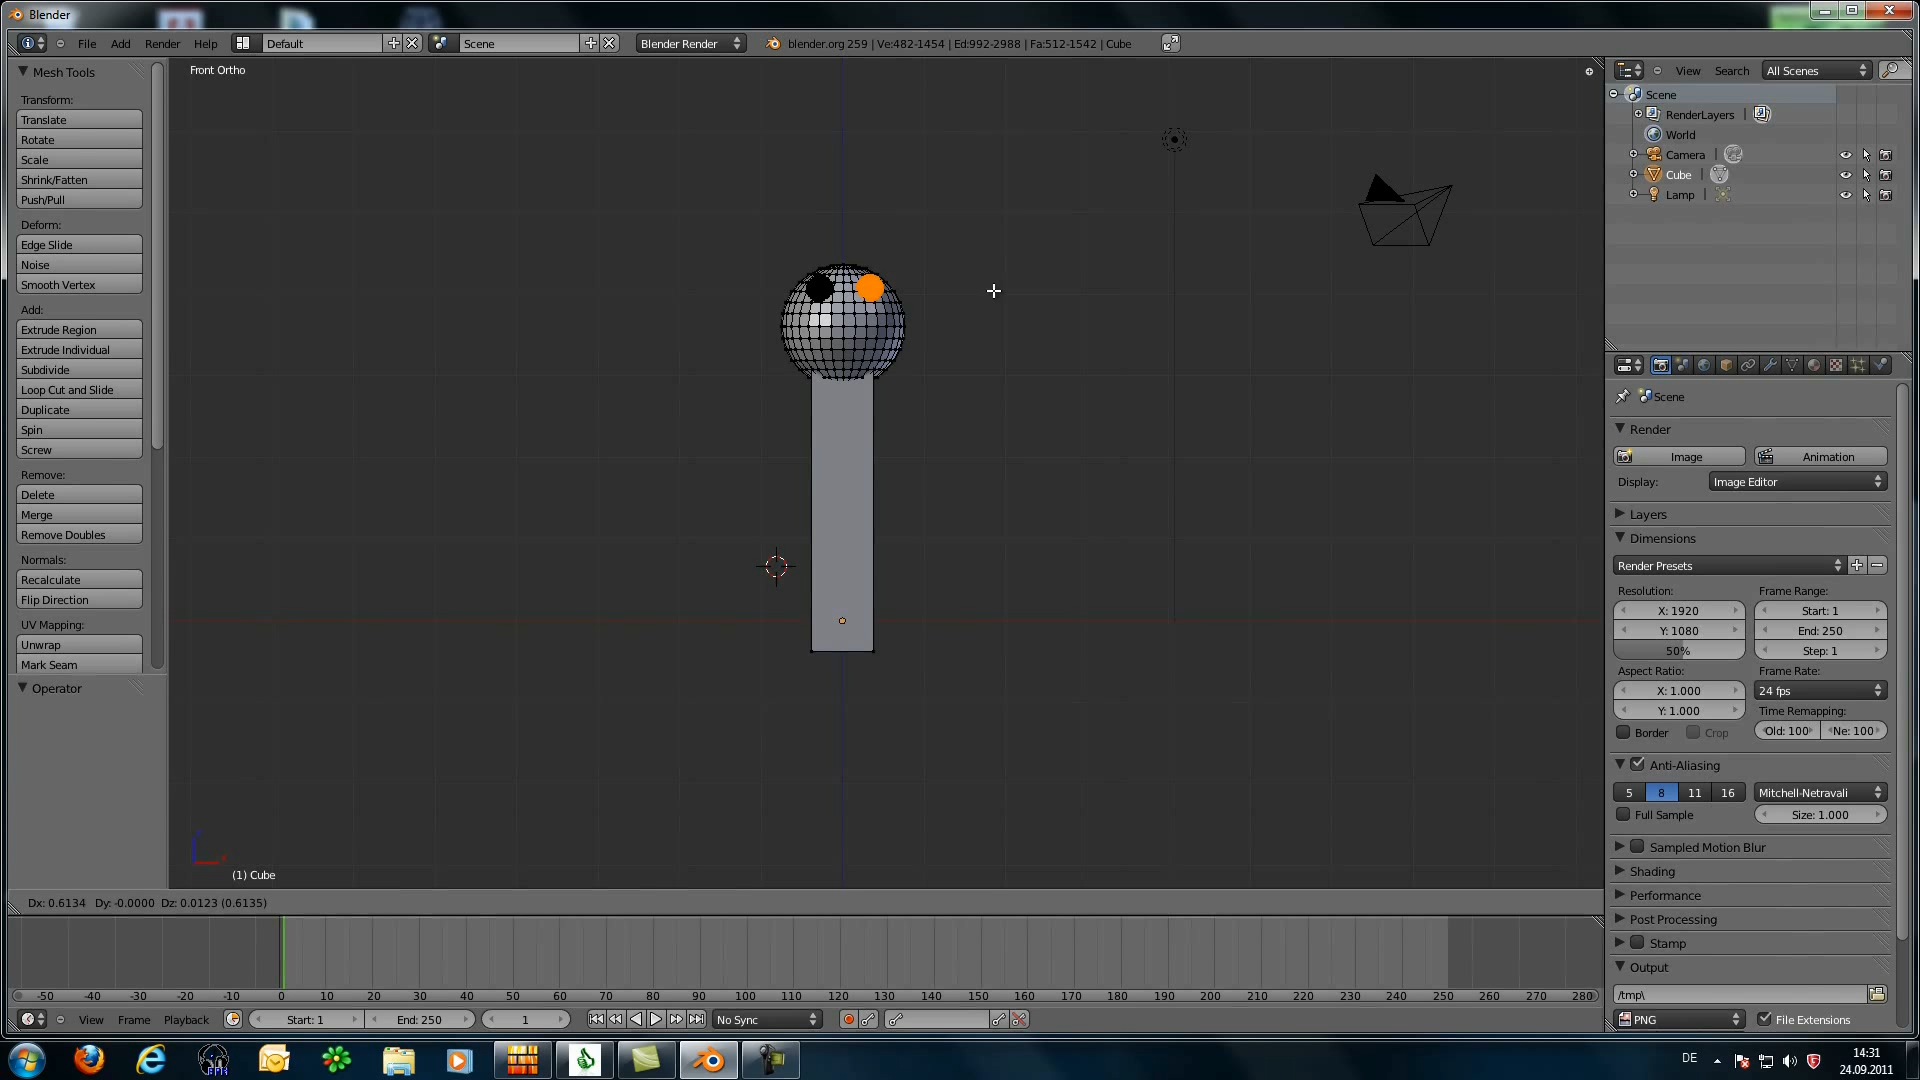 Blender
File Add Render Help Default Scene Blender Render blender.org 259 | Ve:482-1454 | Ed:992-2988 | Fa:512-1542 | Cube
Mesh Tools
Transform:
Translate
Rotate
Scale
Shrink/Fatten
Push/Pull
Deform:
Edge Slide
Noise
Smooth Vertex
Add:
Extrude Region
Extrude Individual
Subdivide
Loop Cut and Slide
Duplicate
Spin
Screw
Remove:
Delete
Merge
Remove Doubles
Normals:
Recalculate
Flip Direction
UV Mapping:
Unwrap
Mark Seam
Operator
Front Ortho
(1) Cube
View Search All Scenes
Scene
RenderLayers |
World
Camera |
Cube |
Lamp |
Scene
Render
Image Animation
Display: Image Editor
Layers
Dimensions
Render Presets
Resolution: Frame Range:
X: 1920 Start: 1
Y: 1080 End: 250
50% Step: 1
Aspect Ratio: Frame Rate:
X: 1.000 24 fps
Y: 1.000 Time Remapping:
Border Crop Old: 100 Ne: 100
Anti-Aliasing
5 8 11 16 Mitchell-Netravali
Full Sample Size: 1.000
Sampled Motion Blur
Shading
Performance
Post Processing
Stamp
Output
/tmp\
PNG File Extensions
Dx: 0.6134 Dy: -0.0000 Dz: 0.0123 (0.6135)
-50 -40 -30 -20 -10 0 10 20 30 40 50 60 70 80 90 100 110 120 130 140 150 160 170 180 190 200 210 220 230 240 250 260 270 280
View Frame Playback Start: 1 End: 250 1 No Sync
DE 14:31
24.09.2011